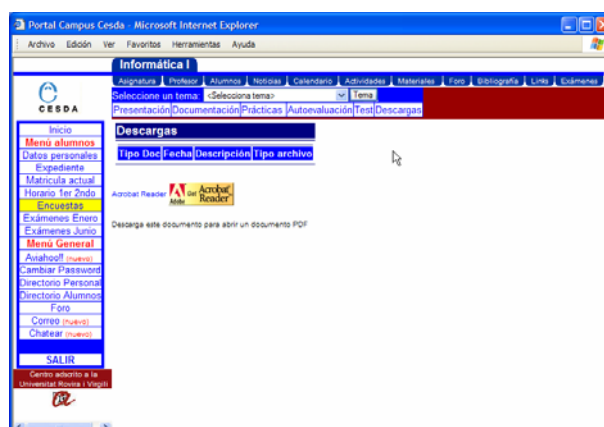 Portal Campus Cesda - Microsoft Internet Explorer
Archivo Edición Ver Favoritos Herramientas Ayuda
Informática I
Asignatura Profesor Alumnos Noticias Calendario Actividades Materiales Foro Bibliografía Links Exámenes
Seleccione un tema: <Selecciona tema> Tema
Presentación Documentación Prácticas Autoevaluación Test Descargas
CESDA
Inicio
Menú alumnos
Datos personales
Expediente
Matricula actual
Horario 1er 2ndo
Encuestas
Exámenes Enero
Exámenes Junio
Menú General
Aviahoo!! (nuevo)
Cambiar Password
Directorio Personal
Directorio Alumnos
Foro
Correo (nuevo)
Chatear (nuevo)
SALIR
Centro adscrito a la
Universitat Rovira i Virgili
Descargas
Tipo Doc Fecha Descripción Tipo archivo
Acrobat Reader Adobe Get Acrobat Reader
Descarga este documento para abrir un documento PDF